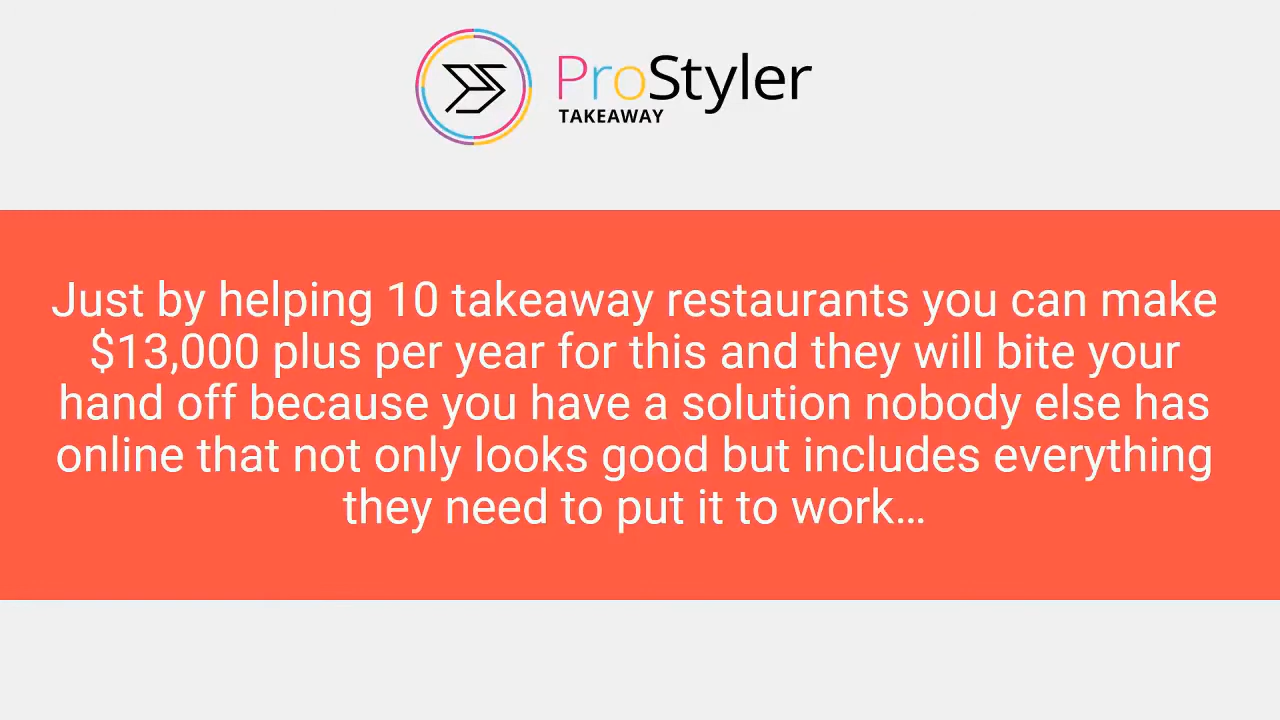 ProStyler
TAKEAWAY
Just by helping 10 takeaway restaurants you can make
$13,000 plus per year for this and they will bite your
hand off because you have a solution nobody else has
online that not only looks good but includes everything
they need to put it to work...